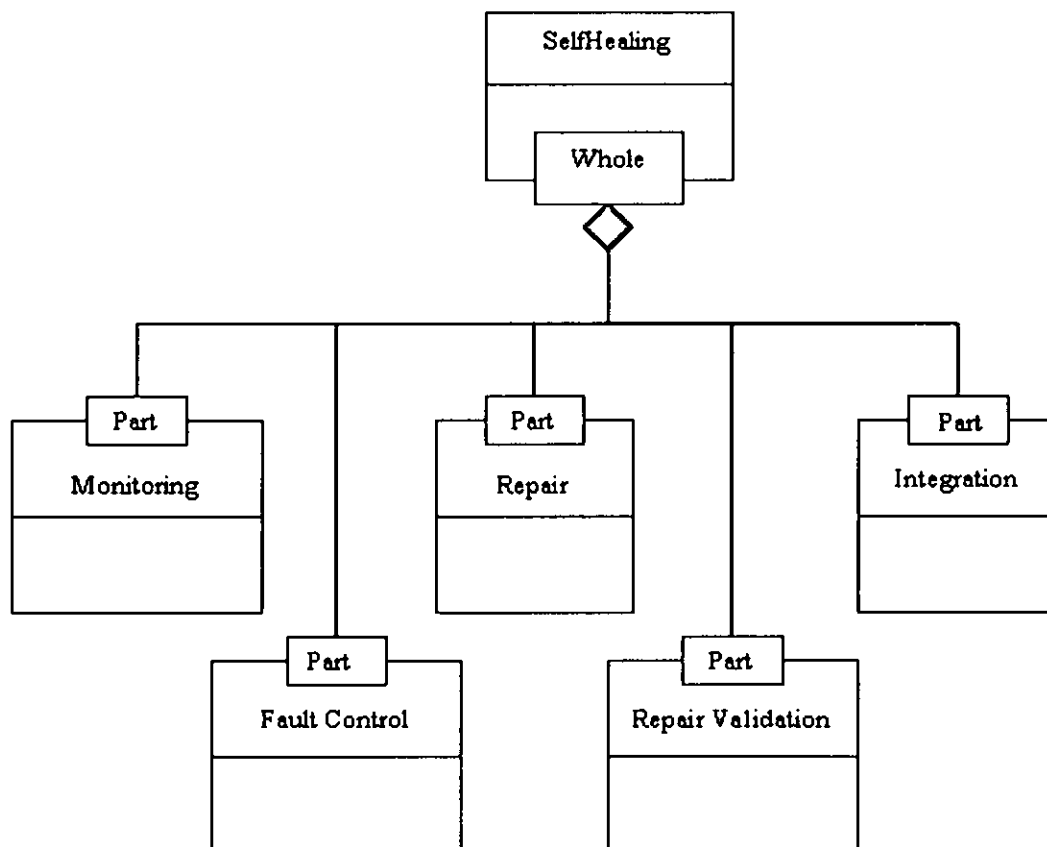 SelfHealing
Whole
Part
Monitoring
Part
Repair
Part
Integration
Part
Fault Control
Part
Repair Validation